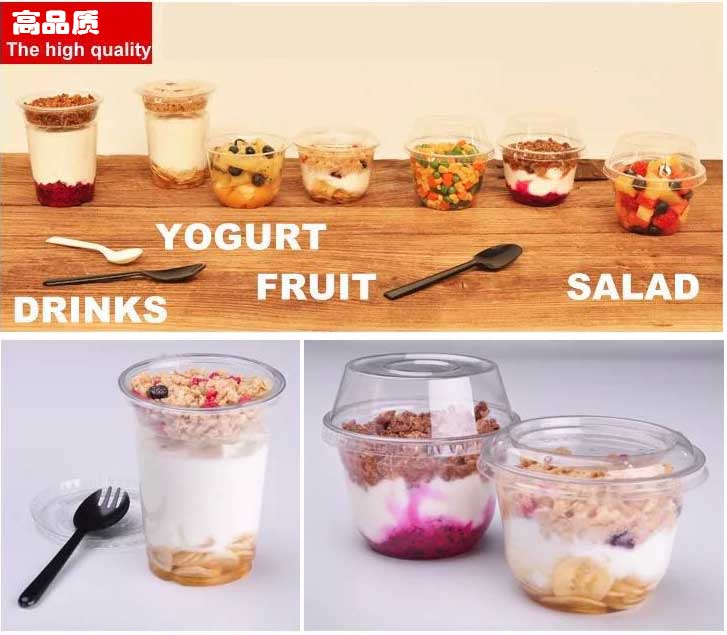 高品质
The high quality
YOGURT
FRUIT
SALAD
DRINKS